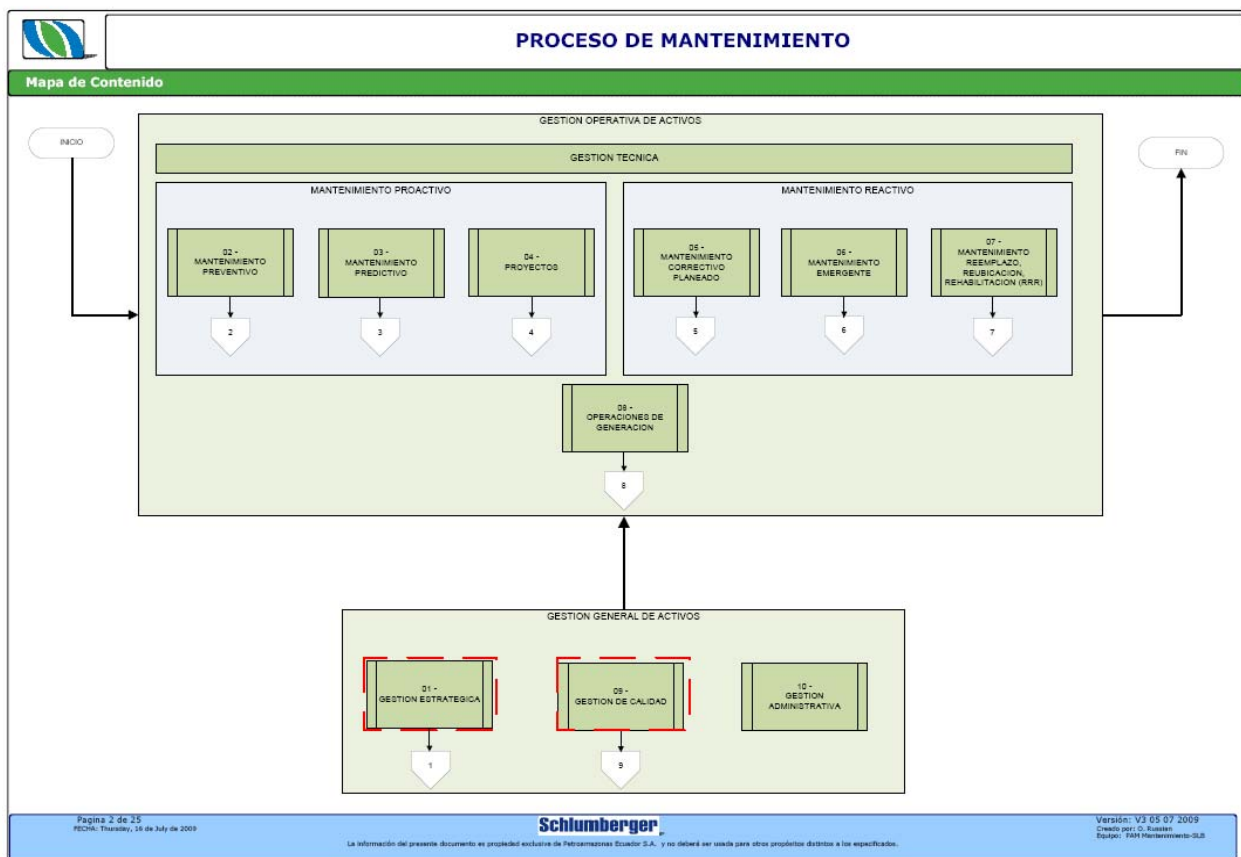 PROCESO DE MANTENIMIENTO
Mapa de Contenido
GESTION OPERATIVA DE ACTIVOS
INICIO
FIN
GESTION TECNICA
MANTENIMIENTO PROACTIVO
MANTENIMIENTO REACTIVO
02 -
MANTENIMIENTO
PREVENTIVO
03 -
MANTENIMIENTO
PREDICTIVO
04 -
PROYECTOS
05 -
MANTENIMIENTO
CORRECTIVO
PLANEADO
06 -
MANTENIMIENTO
EMERGENTE
07 -
MANTENIMIENTO
REEMPLAZO,
REUBICACION,
REHABILITACION (RRR)
2
3
4
5
6
7
08 -
OPERACIONES DE
GENERACION
8
GESTION GENERAL DE ACTIVOS
01 -
GESTION ESTRATEGICA
09 -
GESTION DE CALIDAD
10 -
GESTION
ADMINISTRATIVA
1
9
Pagina 2 de 25
FECHA: Thursday, 16 de July de 2009
Schlumberger
La información del presente documento es propiedad exclusiva de Petroamazonas Ecuador S.A. y no deberá ser usada para otros propósitos distintos a los especificados.
Versión: V3 05 07 2009
Creado por: O. Russian
Equipo: PAM Mantenimiento-SLB